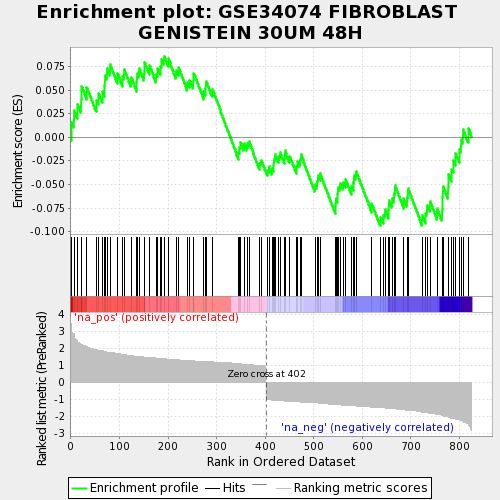 Enrichment plot: GSE34074 FIBROBLAST
GENISTEIN 30UM 48H
Enrichment score (ES)
0.075
0.050
0.025
0.000
-0.025
-0.050
-0.075
-0.100
'na_pos' (positively correlated)
Ranked list metric (PreRanked)
4
3
2
1
0
-1
-2
-3
Zero cross at 402
'na_neg' (negatively correlated)
0 100 200 300 400 500 600 700 800
Rank in Ordered Dataset
Enrichment profile Hits Ranking metric scores